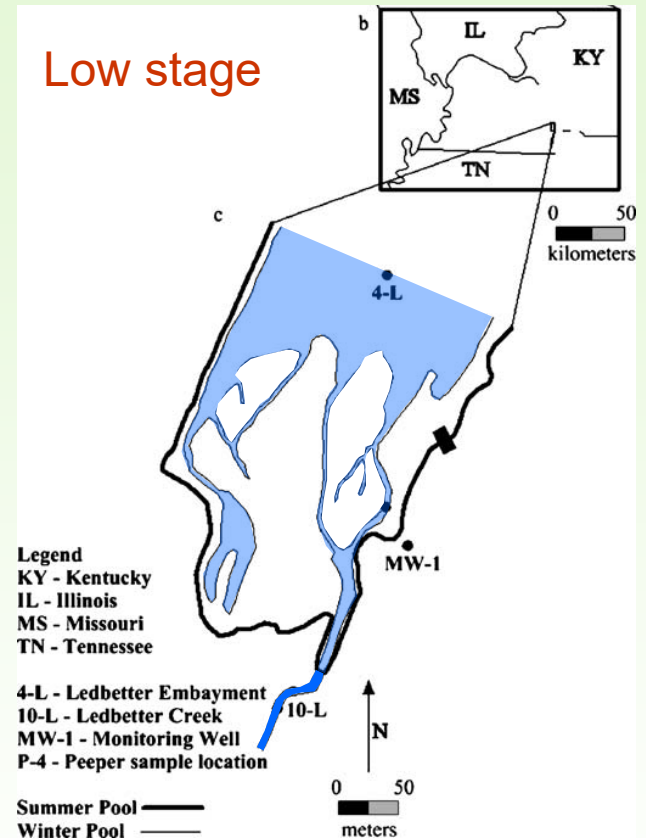 Low stage
b
IL
KY
MS
TN
0 50
kilometers
c
4-L
MW-1
Legend
KY - Kentucky
IL - Illinois
MS - Missouri
TN - Tennessee
4-L - Ledbetter Embayment
10-L - Ledbetter Creek
MW-1 - Monitoring Well
P-4 - Peeper sample location
10-L
N
0 50
meters
Summer Pool
Winter Pool